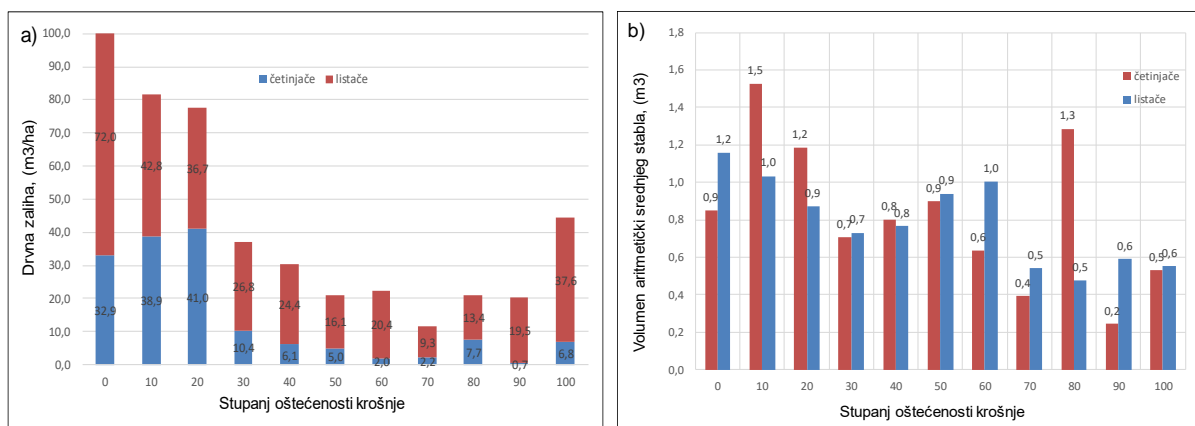 a)
Drvna zaliha, (m3/ha)
100,0
90,0
80,0
70,0
60,0
50,0
40,0
30,0
20,0
10,0
0,0
četinjače listače
72,0 42,8 36,7 26,8 24,4 16,1 20,4 9,3 13,4 19,5 37,6
32,9 38,9 41,0 10,4 6,1 5,0 2,0 2,2 7,7 0,7 6,8
0 10 20 30 40 50 60 70 80 90 100
Stupanj oštećenosti krošnje
b)
Volumen aritmetički srednjeg stabla, (m3)
1,8
1,6
1,4
1,2
1,0
0,8
0,6
0,4
0,2
0,0
četinjače
listače
0,9 1,2 1,5 1,0 1,2 0,9 0,7 0,7 0,8 0,8 0,9 0,9 0,6 1,0 0,4 0,5 1,3 0,5 0,2 0,6 0,5 0,6
0 10 20 30 40 50 60 70 80 90 100
Stupanj oštećenosti krošnje